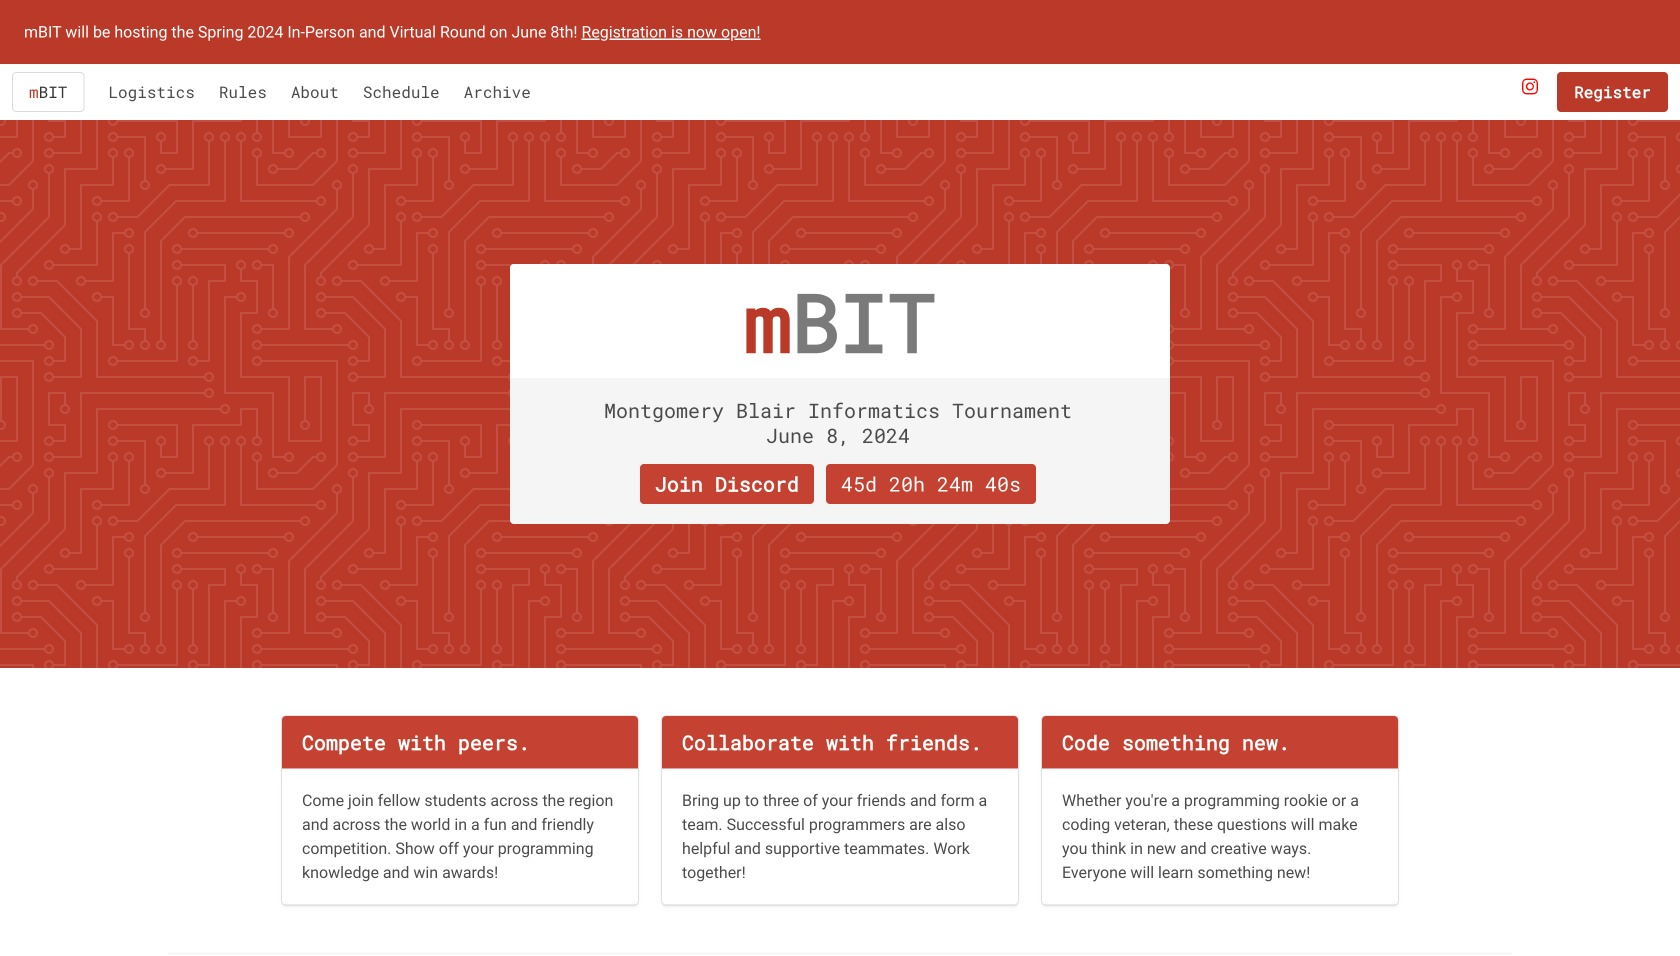 mBIT will be hosting the Spring 2024 In-Person and Virtual Round on June 8th! Registration is now open!
mBIT Logistics Rules About Schedule Archive Register
mBIT
Montgomery Blair Informatics Tournament
June 8, 2024
Join Discord 45d 20h 24m 40s
Compete with peers.
Come join fellow students across the region
and across the world in a fun and friendly
competition. Show off your programming
knowledge and win awards!
Collaborate with friends.
Bring up to three of your friends and form a
team. Successful programmers are also
helpful and supportive teammates. Work
together!
Code something new.
Whether you're a programming rookie or a
coding veteran, these questions will make
you think in new and creative ways.
Everyone will learn something new!